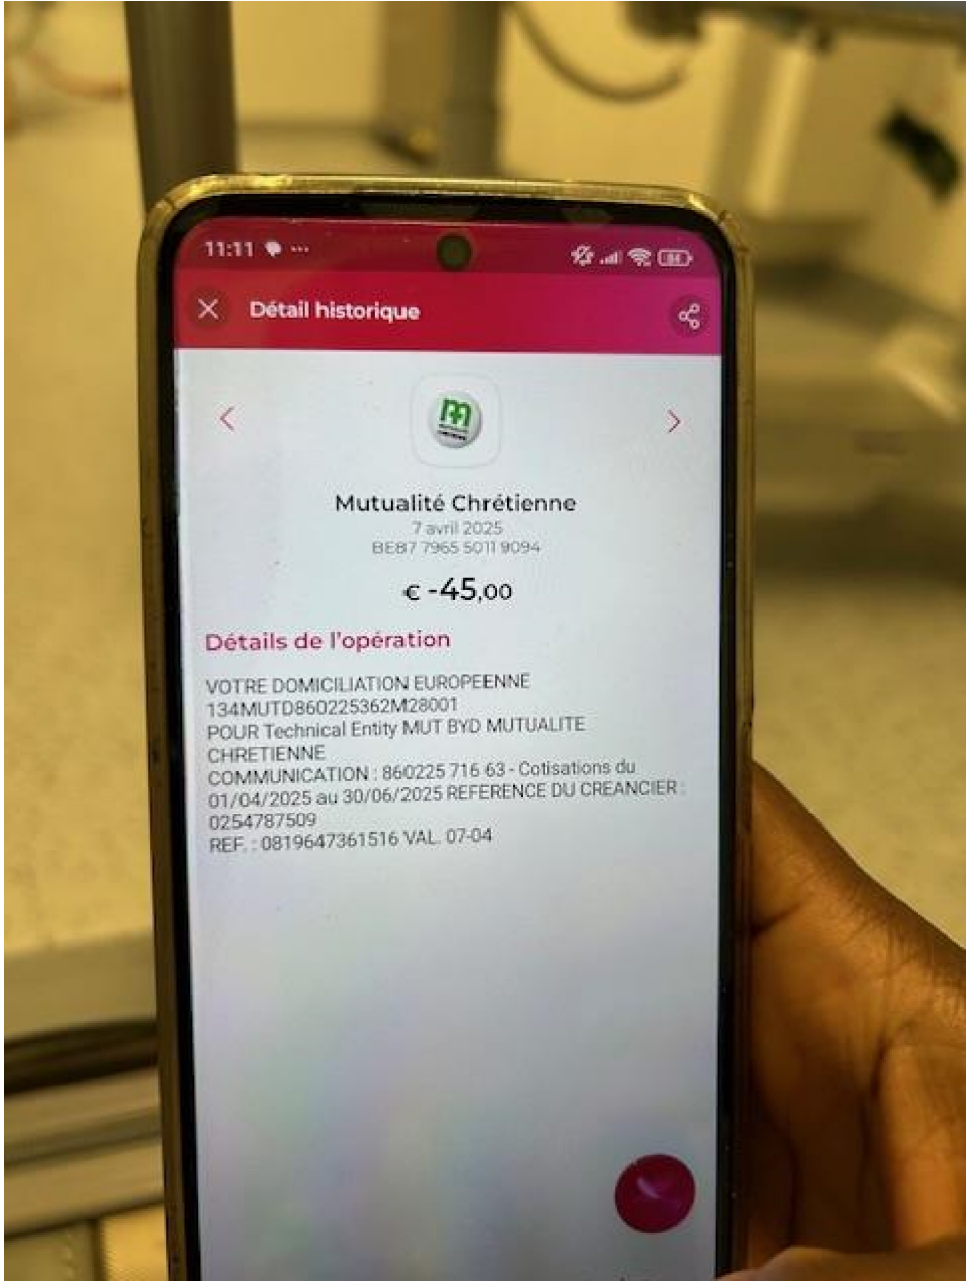 11:11
84
Détail historique
Mutualité Chrétienne
7 avril 2025
BE87 7965 5011 9094
€ -45,00
Détails de l'opération
VOTRE DOMICILIATION EUROPEENNE
134MUTD860225362M28001
POUR Technical Entity MUT BYD MUTUALITE
CHRETIENNE
COMMUNICATION : 860225 716 63 - Cotisations du
01/04/2025 au 30/06/2025 REFERENCE DU CREANCIER :
0254787509
REF. : 0819647361516 VAL. 07-04